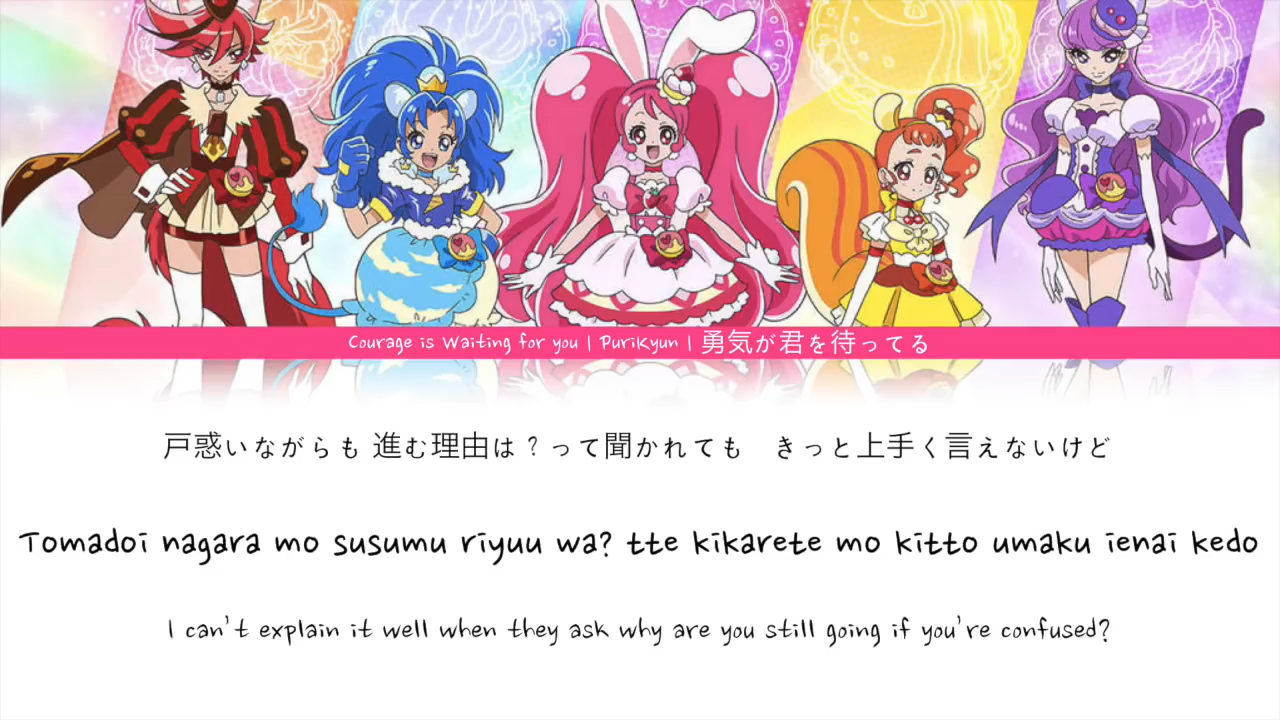 Courage is Waiting for you | PuriKyun | 勇気が君を待ってる
戸惑いながらも 進む理由は？って聞かれても　きっと上手く言えないけど
Tomadoi nagara mo susumu riyuu wa? tte kikarete mo kitto umaku ienai kedo
I can't explain it well when they ask why are you still going if you're confused?